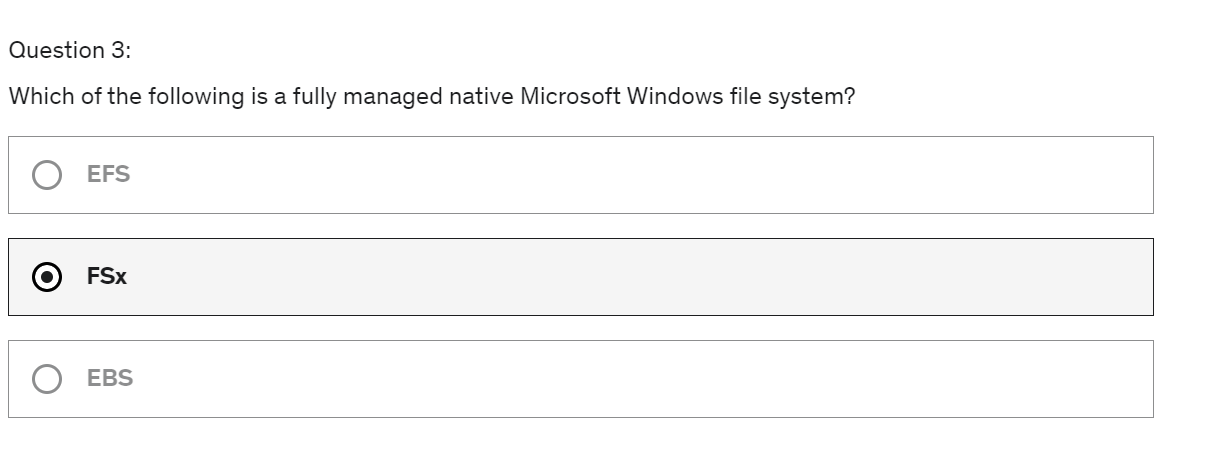 Question 3:
Which of the following is a fully managed native Microsoft Windows file system?
EFS
FSx
EBS